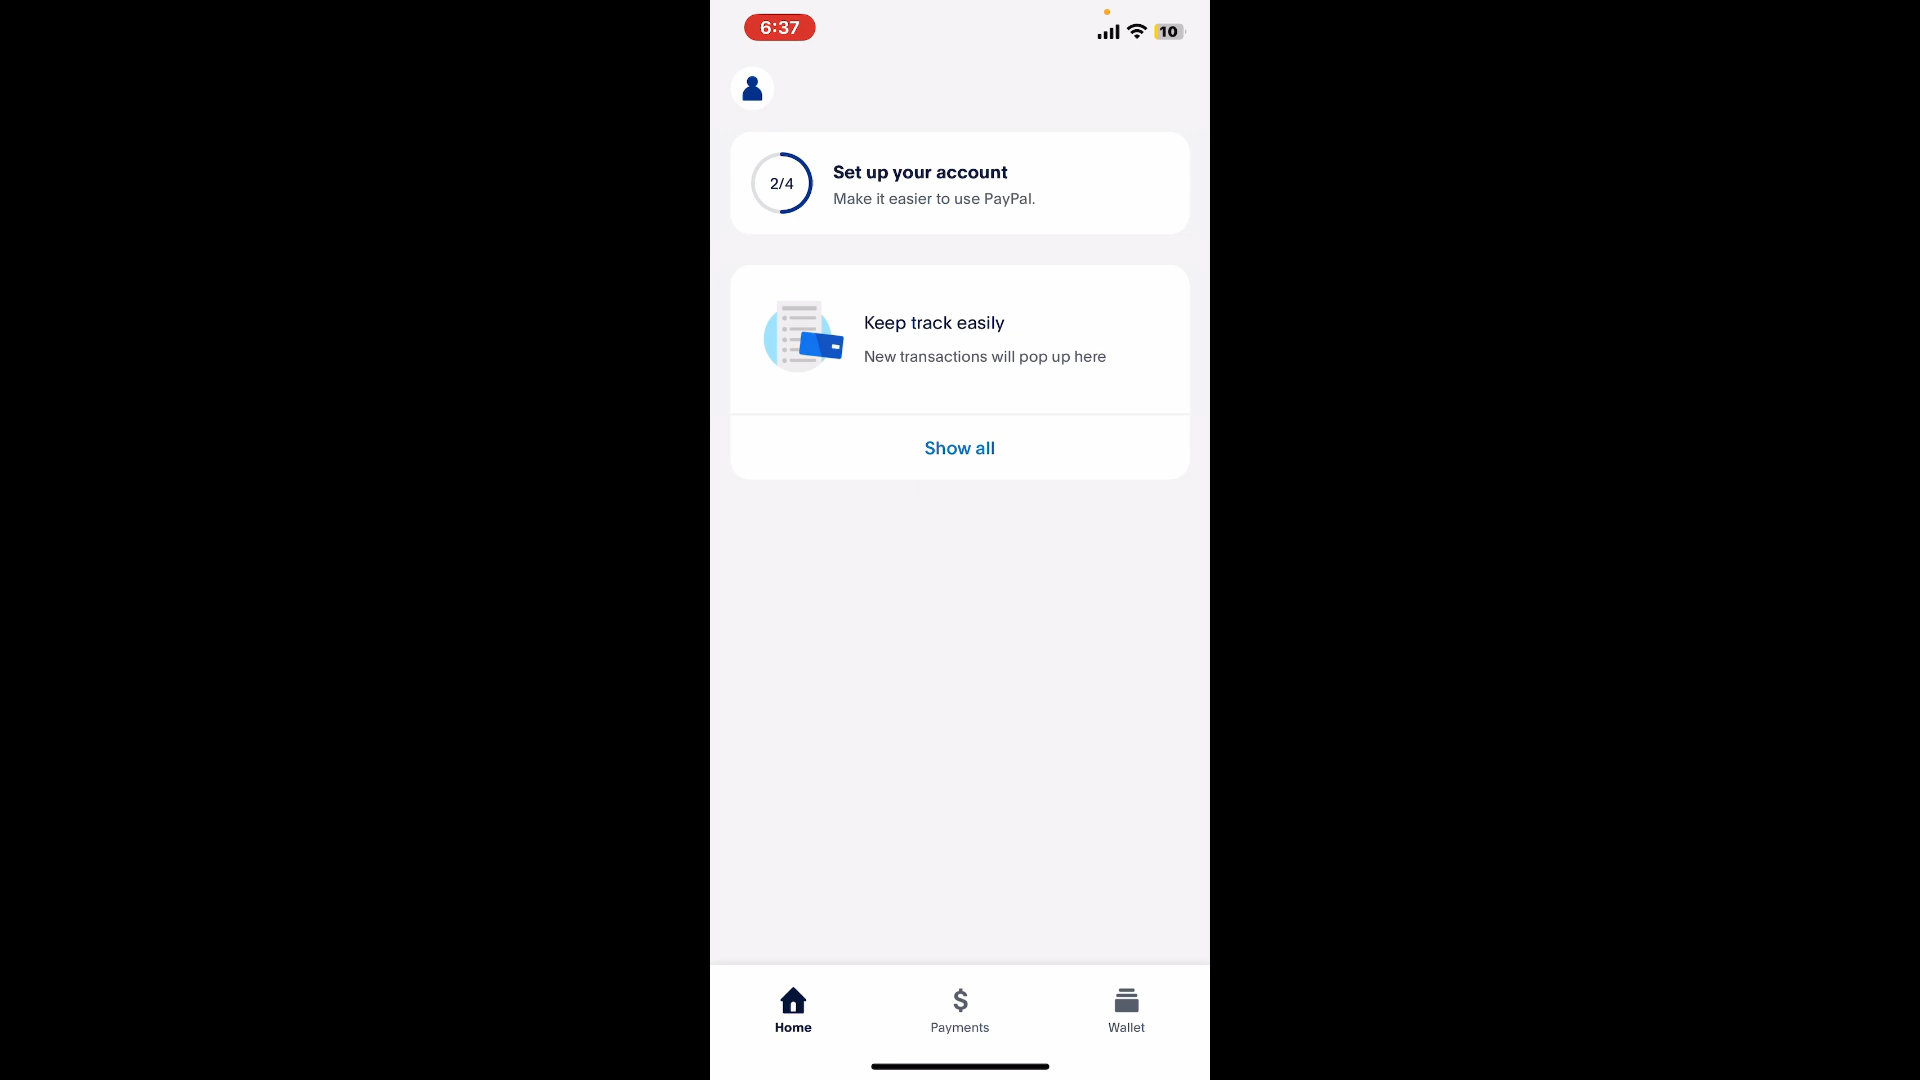 6:37
10
2/4
Set up your account
Make it easier to use PayPal.
Keep track easily
New transactions will pop up here
Show all
$
Home
Payments
Wallet